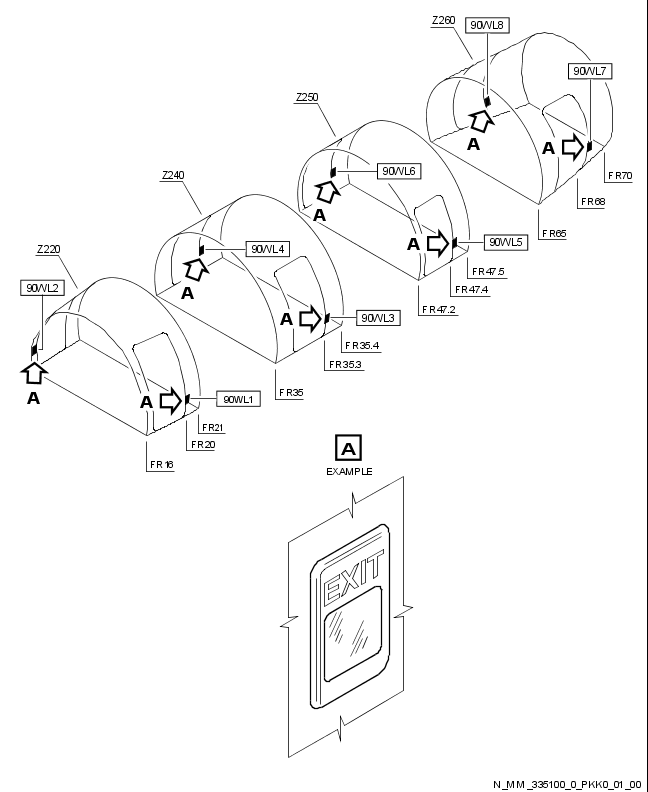 Z260
90WL8
90WL7
Z250
A
A
FR70
FR68
FR65
90WL6
Z240
A
A
90WL5
FR47.5
FR47.4
FR47.2
90WL4
Z220
A
90WL2
A
90WL3
FR35.4
FR35.3
FR35
A
A
90WL1
FR21
FR20
FR16
A
EXAMPLE
EXIT
N_MM_335100_0_PKK0_01_00